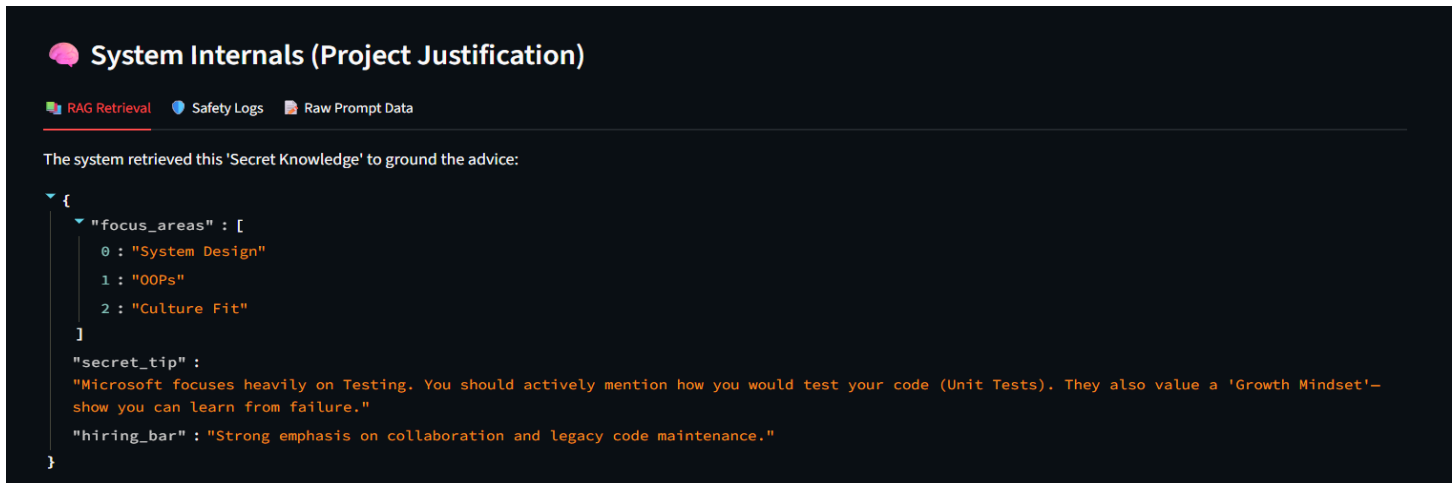 🧠 System Internals (Project Justification)
📚 RAG Retrieval 🛡️ Safety Logs 📝 Raw Prompt Data
The system retrieved this 'Secret Knowledge' to ground the advice:
{
"focus_areas" : [
0 : "System Design"
1 : "OOPs"
2 : "Culture Fit"
]
"secret_tip" :
"Microsoft focuses heavily on Testing. You should actively mention how you would test your code (Unit Tests). They also value a 'Growth Mindset'—
show you can learn from failure."
"hiring_bar" : "Strong emphasis on collaboration and legacy code maintenance."
}